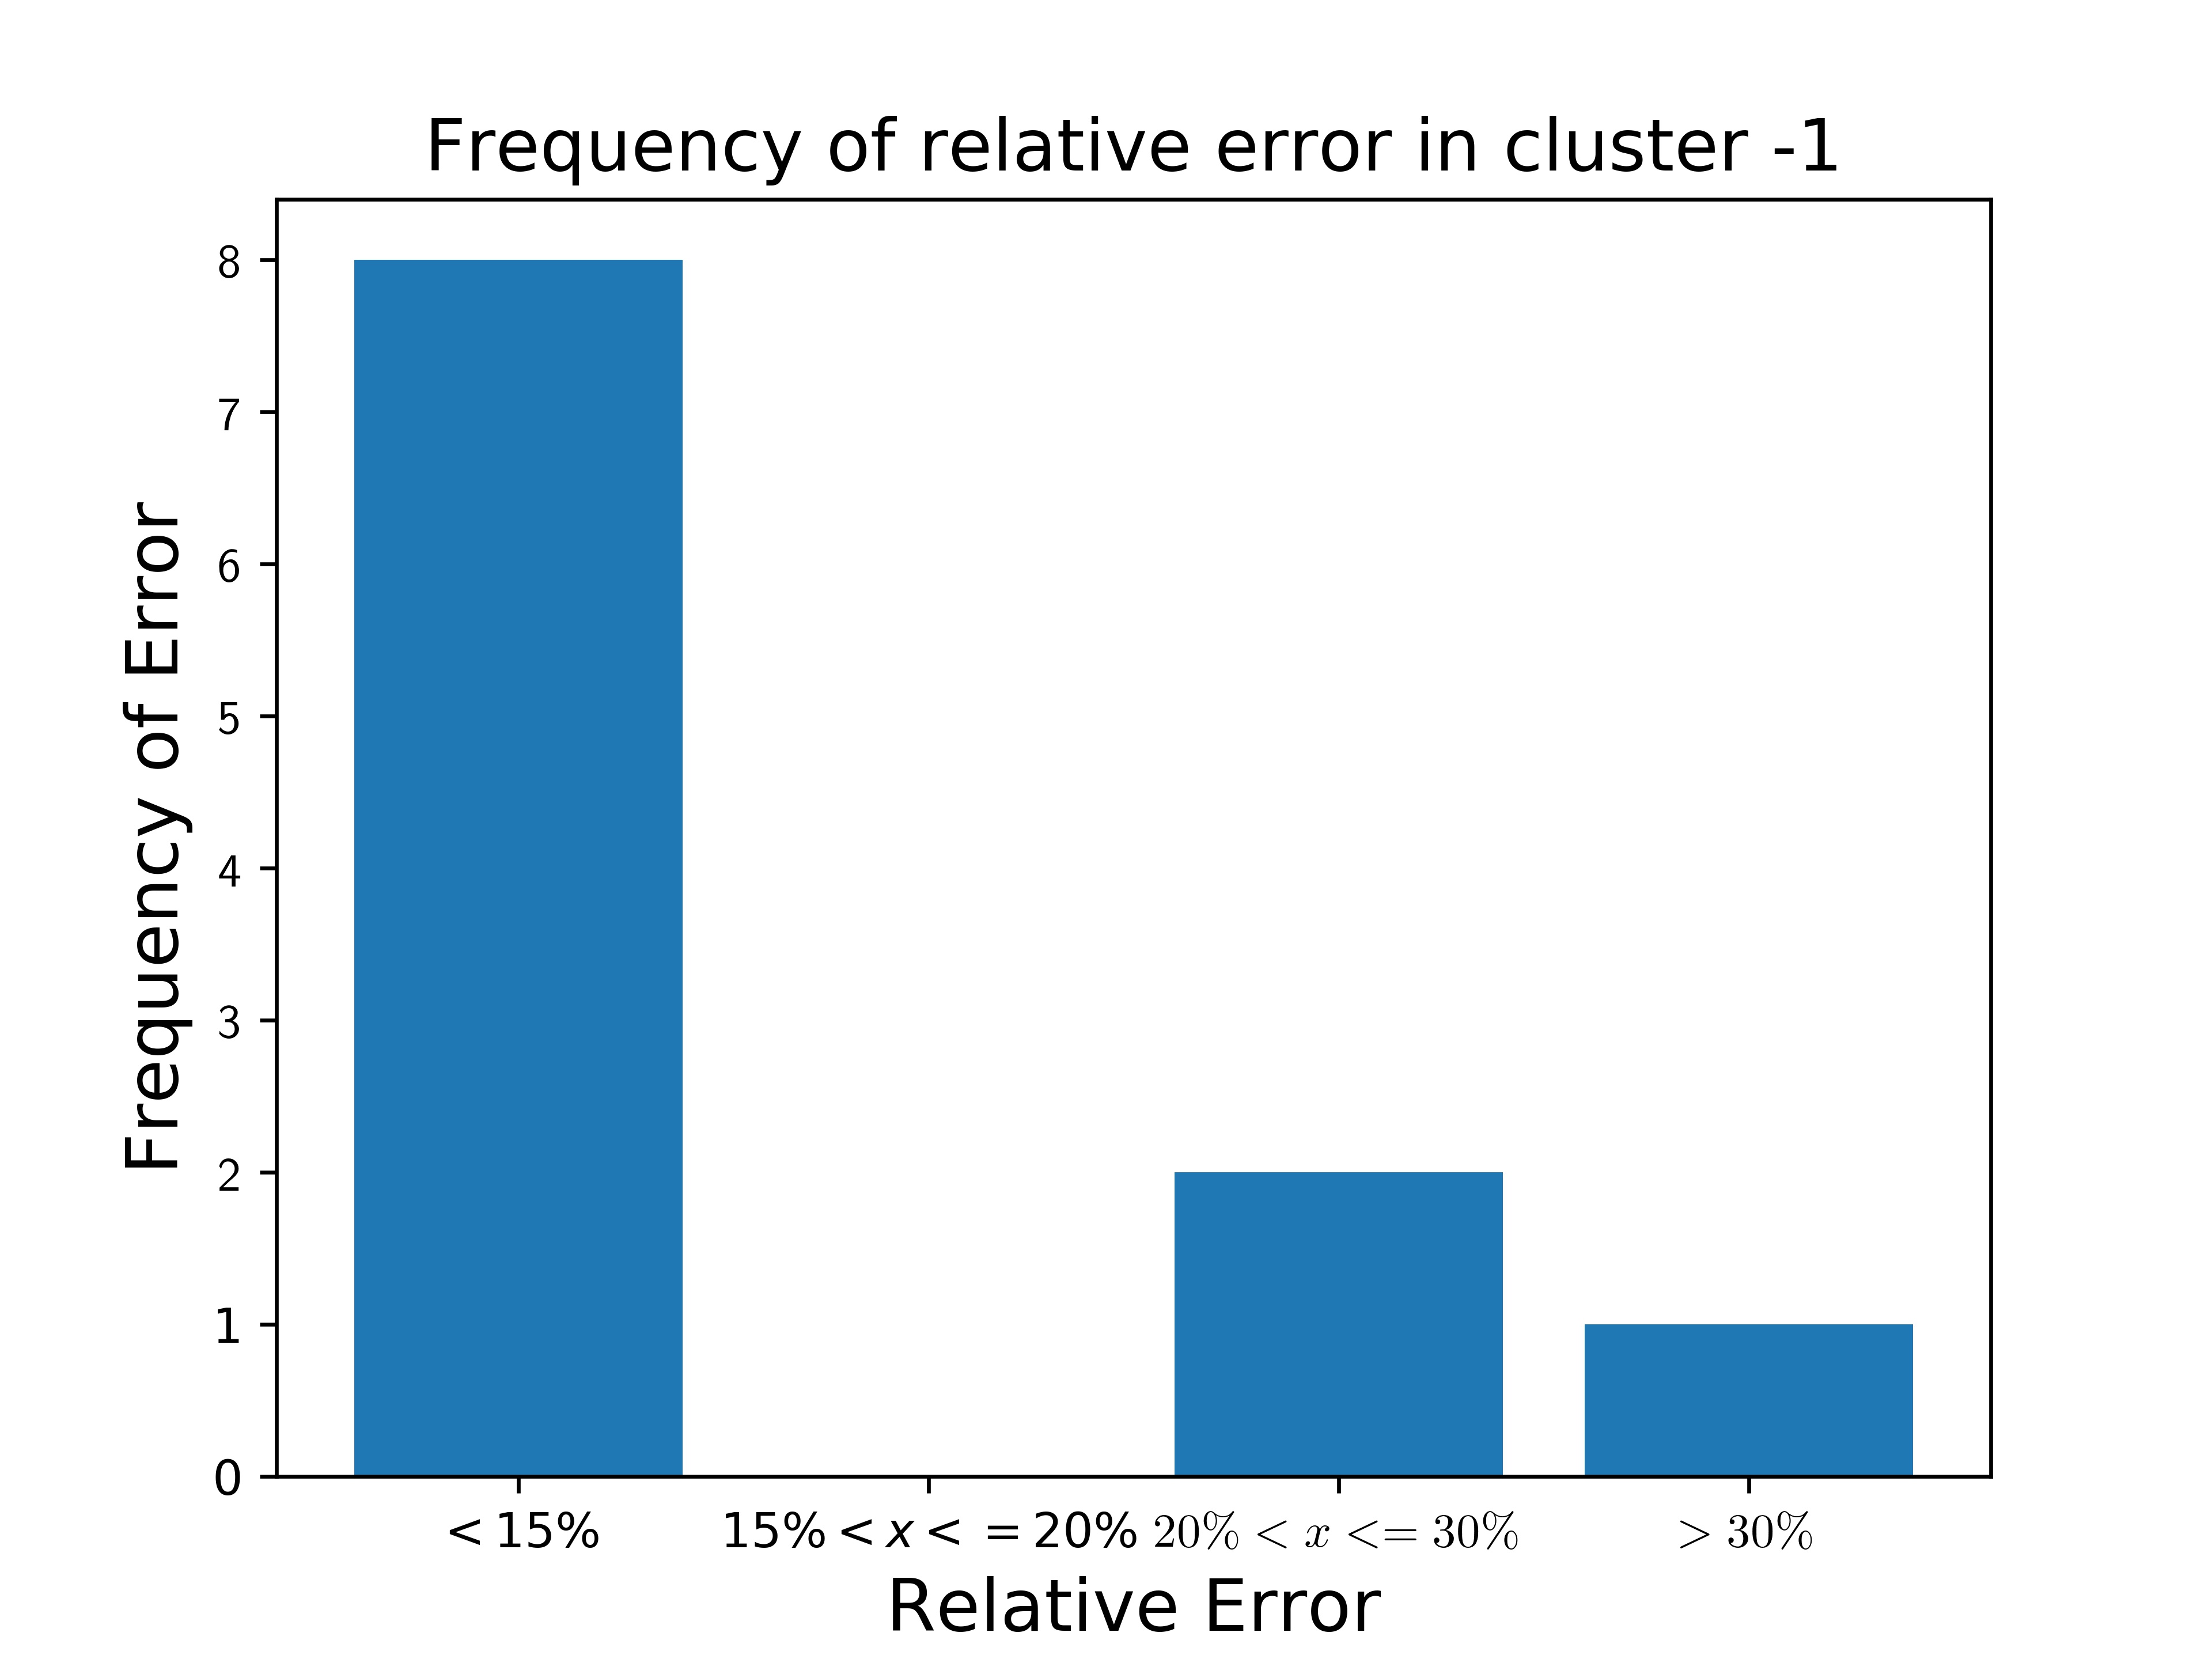 Frequency of relative error in cluster -1
Frequency of Error
8
7
6
5
4
3
2
1
0
< 15% 15% < x < = 20% 20% < x <= 30% > 30%
Relative Error